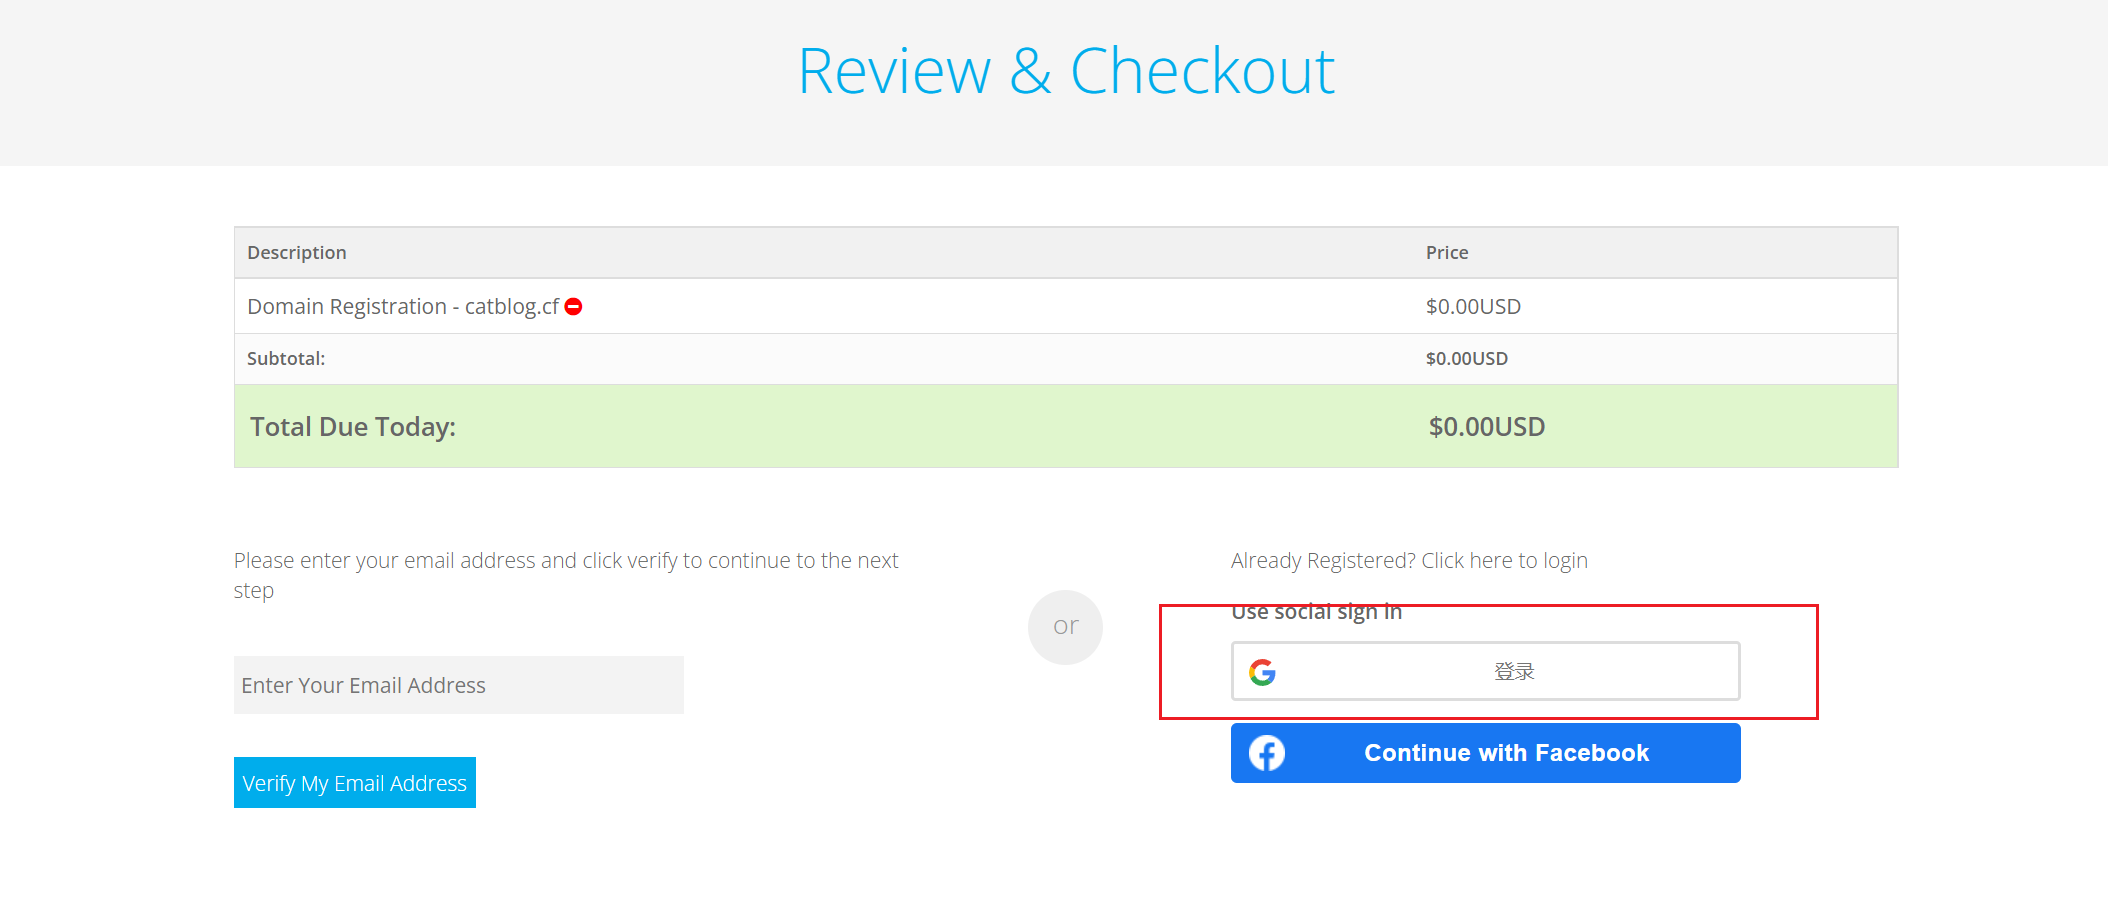 Review & Checkout
Description Price
Domain Registration - catblog.cf $0.00USD
Subtotal: $0.00USD
Total Due Today: $0.00USD
Please enter your email address and click verify to continue to the next
step
Enter Your Email Address
Verify My Email Address
or
Already Registered? Click here to login
Use social sign in
登录
Continue with Facebook